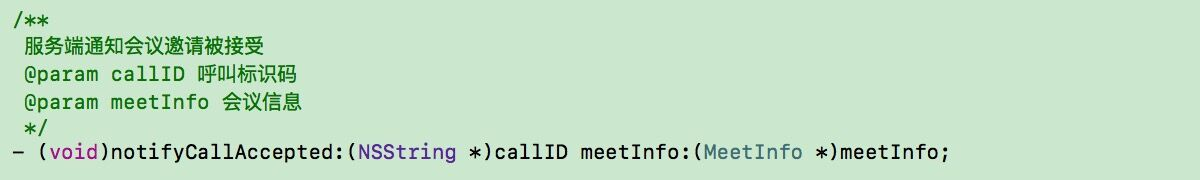 /**
服务端通知会议邀请被接受
@param callID 呼叫标识码
@param meetInfo 会议信息
*/
- (void)notifyCallAccepted:(NSString *)callID meetInfo:(MeetInfo *)meetInfo;